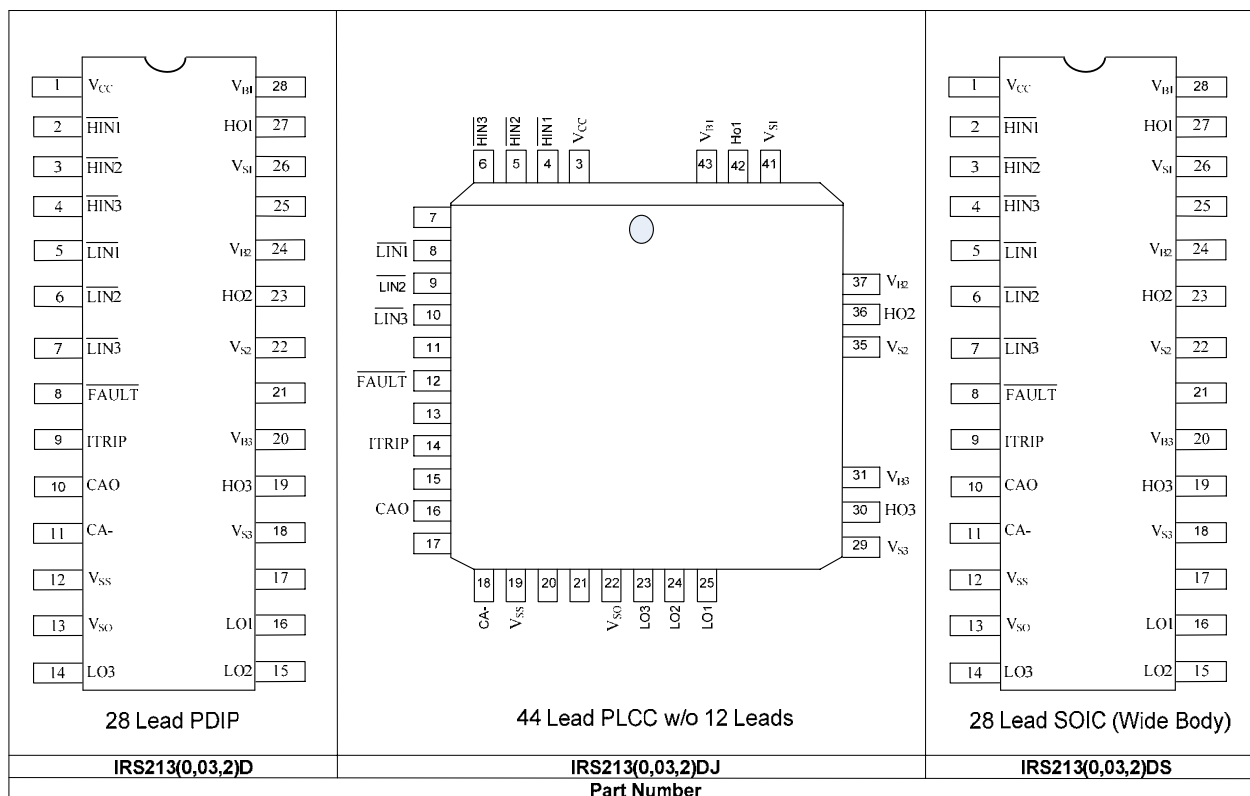 1 VCC VB1 28
2 HIN1 HO1 27
3 HIN2 VS1 26
4 HIN3 25
5 LIN1 VB2 24
6 LIN2 HO2 23
7 LIN3 VS2 22
8 FAULT 21
9 ITRIP VB3 20
10 CAO HO3 19
11 CA- VS3 18
12 VSS 17
13 VSO LO1 16
14 LO3 LO2 15
28 Lead PDIP
HIN3 HIN2 HIN1 VCC VB1 Ho1 VS1
6 5 4 3 43 42 41
7
LIN1 8
LIN2 9
LIN3 10
11
FAULT 12
13
ITRIP 14
15
CAO 16
17
37 VB2
36 HO2
35 VS2
31 VB3
30 HO3
29 VS3
18 19 20 21 22 23 24 25
CA- VSS VSO LO3 LO2 LO1
44 Lead PLCC w/o 12 Leads
1 VCC VB1 28
2 HIN1 HO1 27
3 HIN2 VS1 26
4 HIN3 25
5 LIN1 VB2 24
6 LIN2 HO2 23
7 LIN3 VS2 22
8 FAULT 21
9 ITRIP VB3 20
10 CAO HO3 19
11 CA- VS3 18
12 VSS 17
13 VSO LO1 16
14 LO3 LO2 15
28 Lead SOIC (Wide Body)
IRS213(0,03,2)D IRS213(0,03,2)DJ IRS213(0,03,2)DS
Part Number